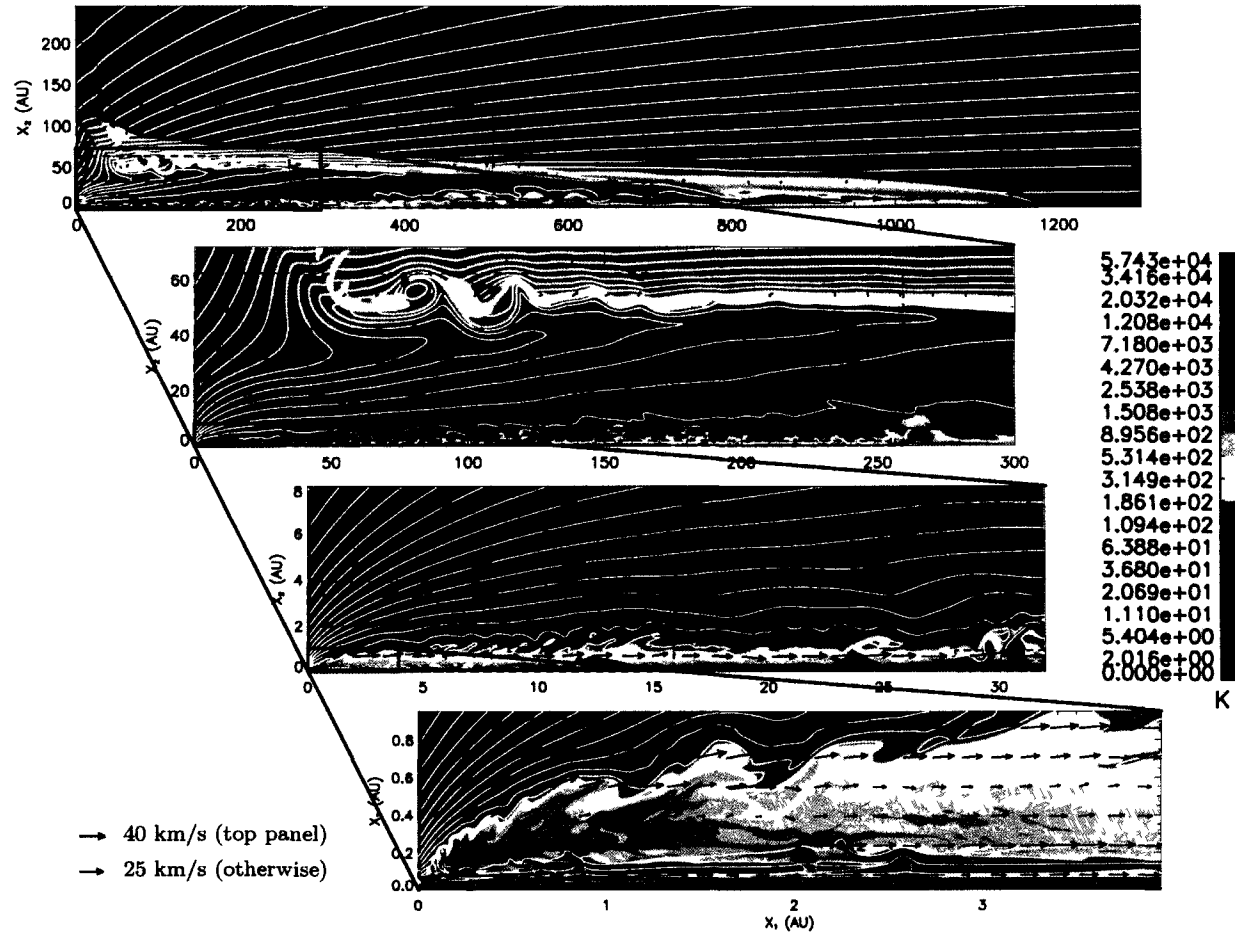 X₂ (AU)
200
150
100
50
0
0 200 400 600 800 1000 1200
X₂ (AU)
60
40
20
0
0 50 100 150 200 250 300
X₂ (AU)
8
6
4
2
0
0 5 10 15 20 25 30
(AU)
0.8
0.6
0.4
0.2
0.0
0 1 2 3
X₁ (AU)
5.743e+04
3.416e+04
2.032e+04
1.208e+04
7.180e+03
4.270e+03
2.538e+03
1.508e+03
8.956e+02
5.314e+02
3.149e+02
1.861e+02
1.094e+02
6.388e+01
3.680e+01
2.069e+01
1.110e+01
5.404e+00
2.016e+00
0.000e+00
K
40 km/s (top panel)
25 km/s (otherwise)